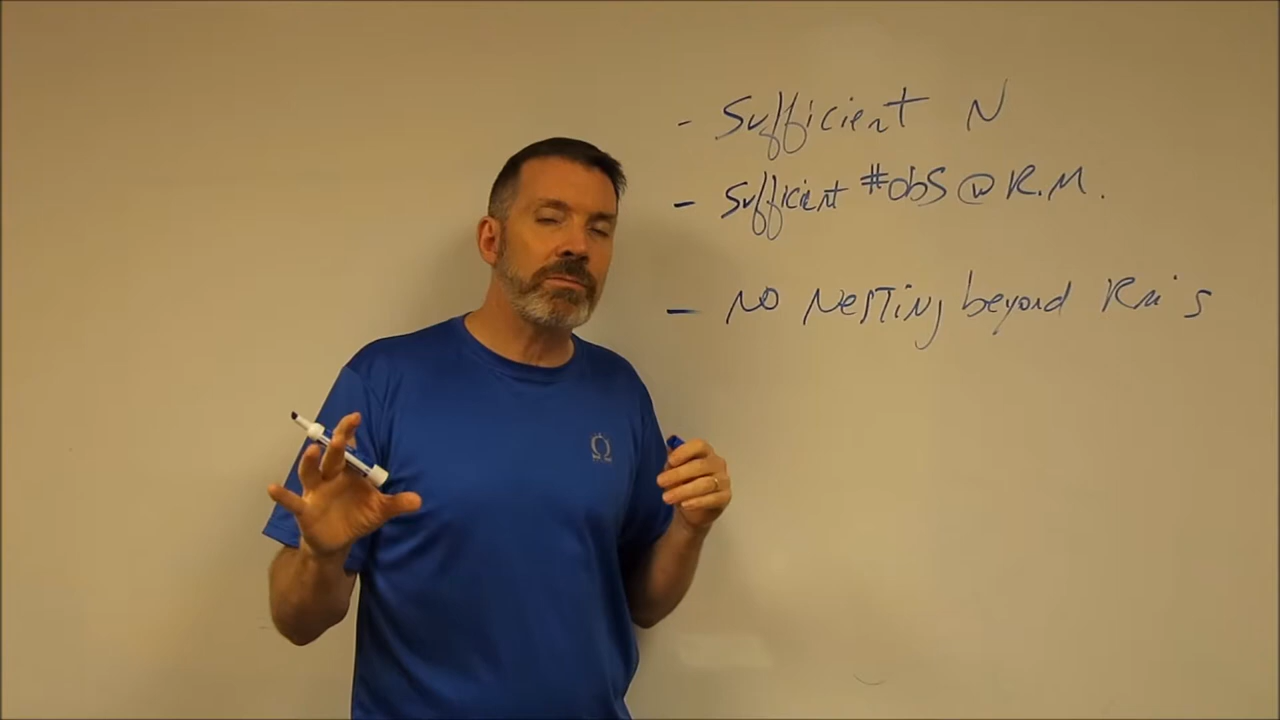 - Sufficient N
- Sufficient #obs @ R.M.
- No Nesting beyond RM's
Ω